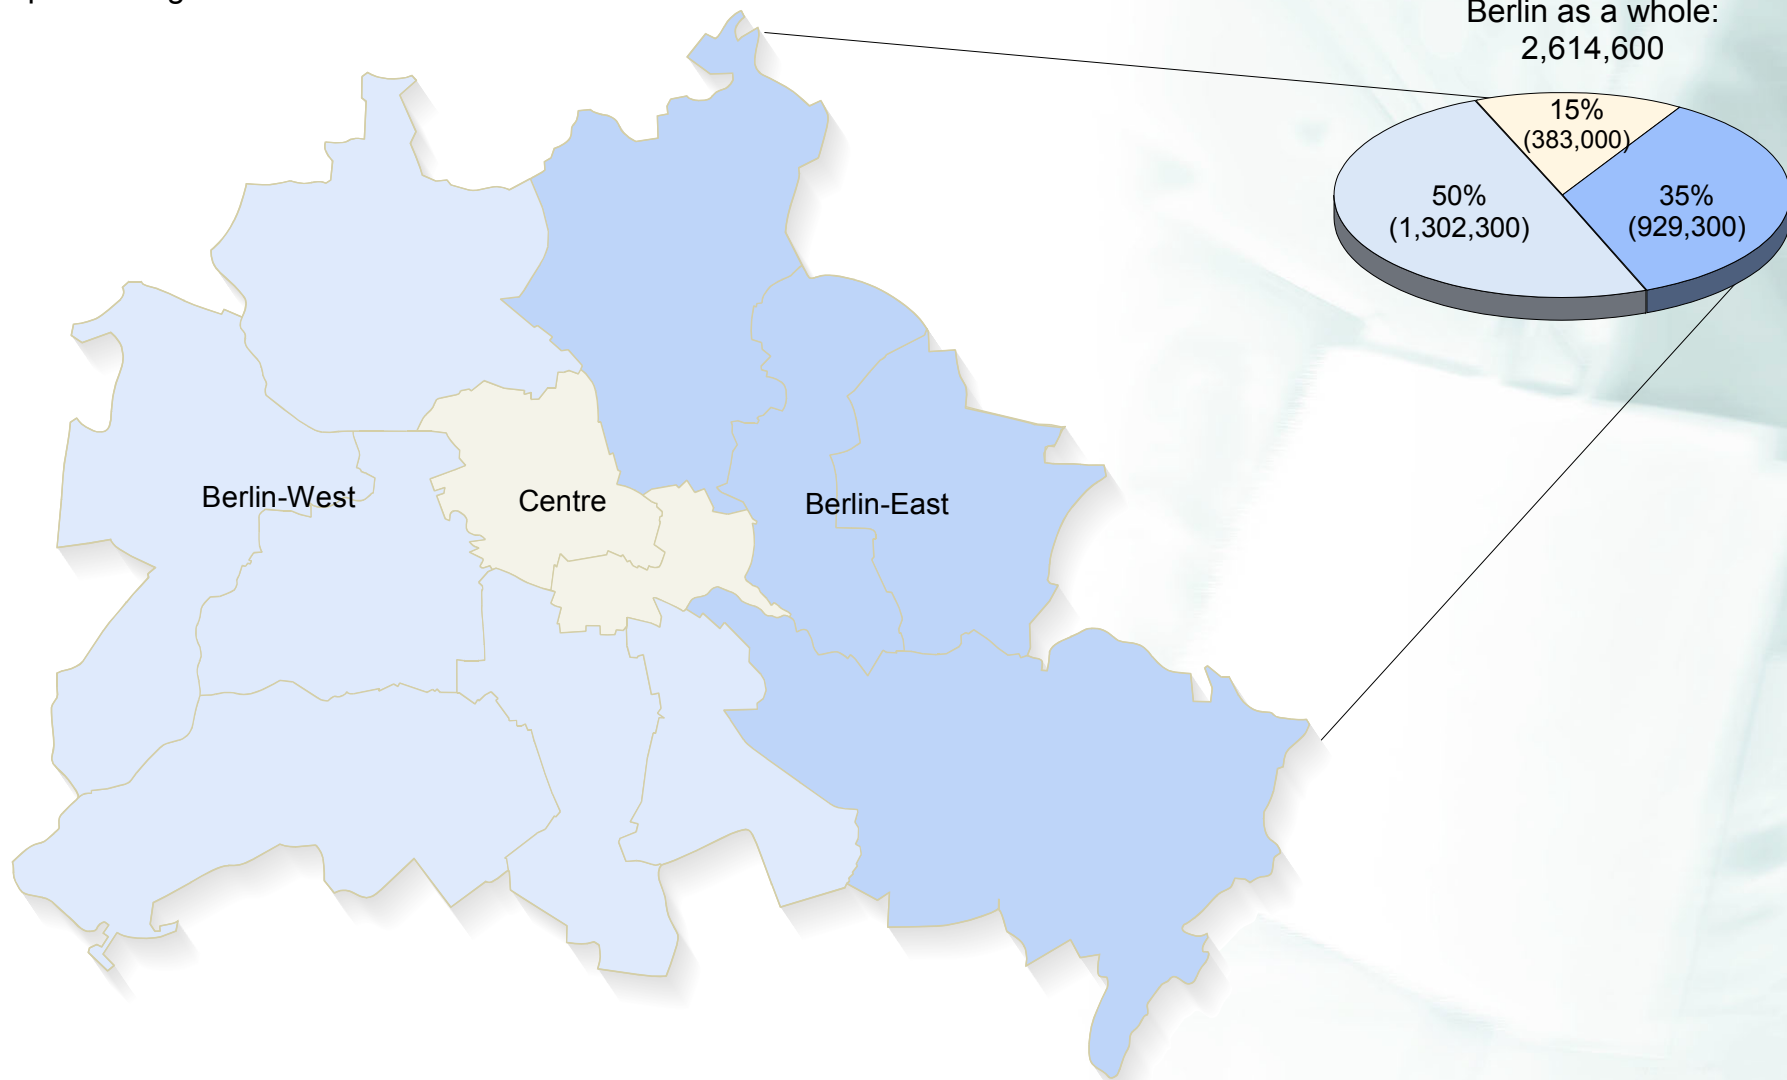 Berlin as a whole:
2,614,600
15%
(383,000)
50%
(1,302,300)
35%
(929,300)
Berlin-West
Centre
Berlin-East